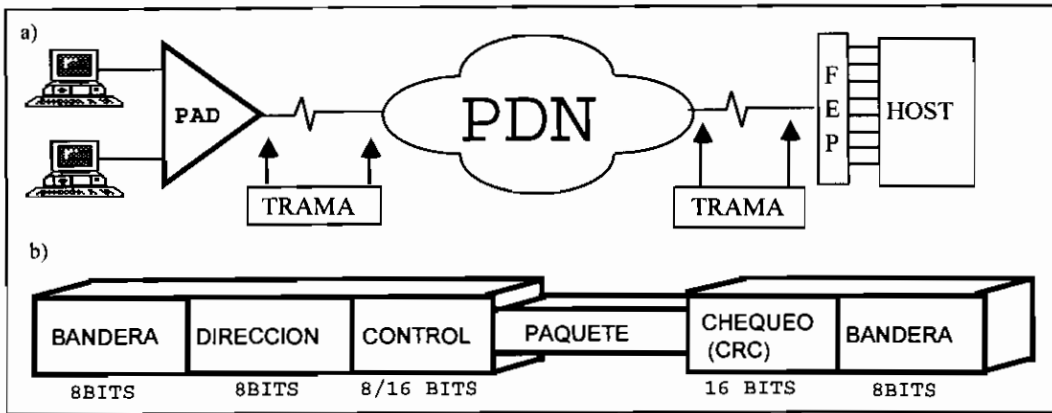 a)
PAD
PDN
F
E
P
HOST
TRAMA
TRAMA
b)
BANDERA
DIRECCION
CONTROL
PAQUETE
CHEQUEO
(CRC)
BANDERA
8BITS
8BITS
8/16 BITS
16 BITS
8BITS